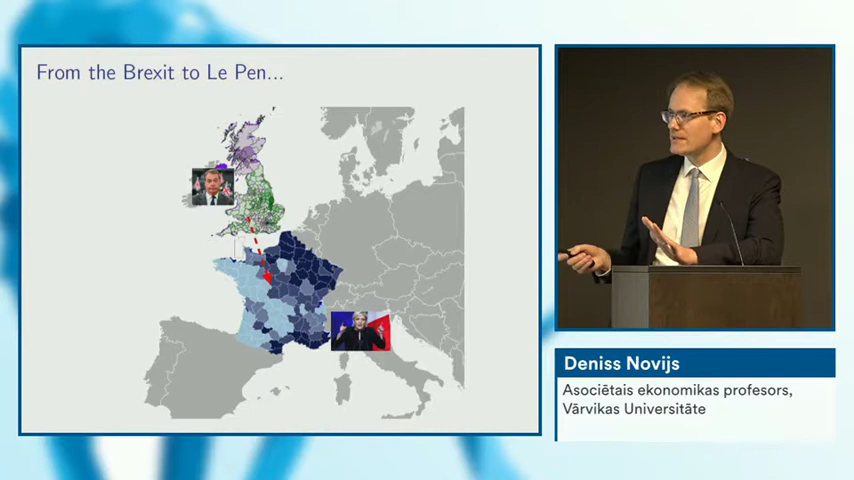 From the Brexit to Le Pen...
Deniss Novijs
Asociētais ekonomikas profesors,
Vārvikas Universitāte